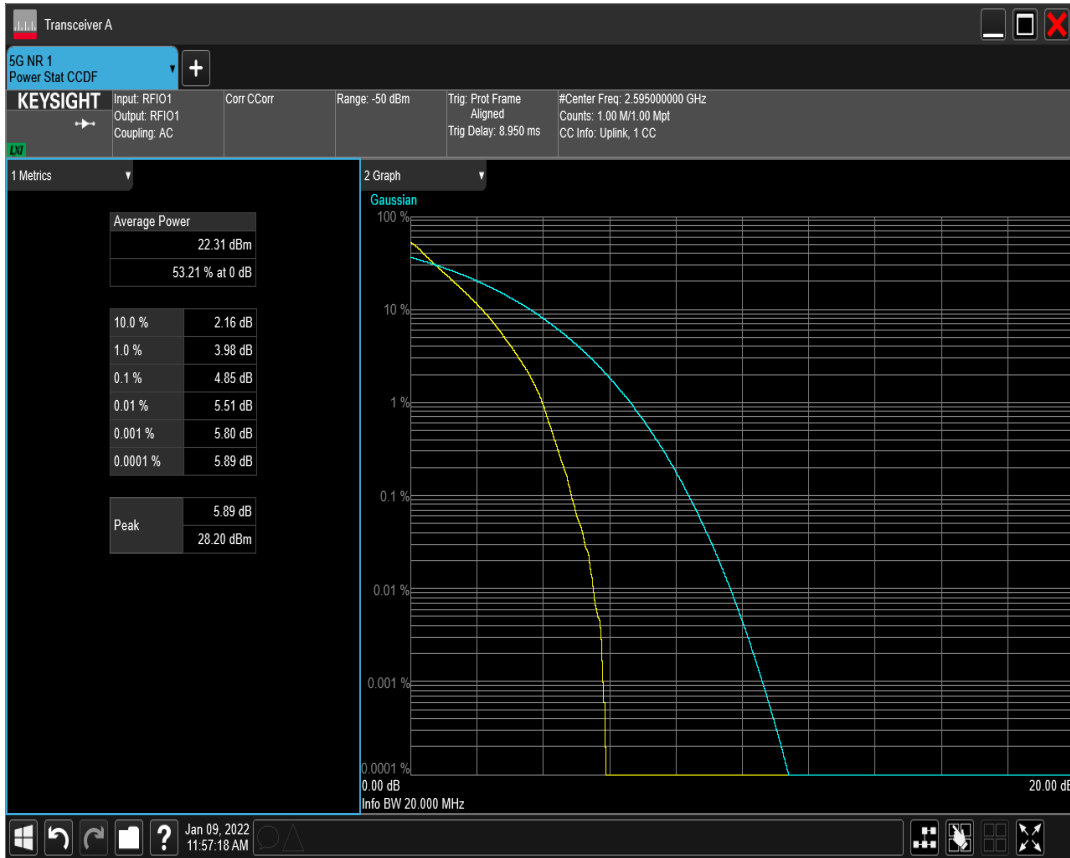 Transceiver A
5G NR 1
Power Stat CCDF
KEYSIGHT
LXI
Input: RFIO1
Output: RFIO1
Coupling: AC
Corr CCorr
Range: -50 dBm
Trig: Prot Frame
Aligned
Trig Delay: 8.950 ms
#Center Freq: 2.595000000 GHz
Counts: 1.00 M/1.00 Mpt
CC Info: Uplink, 1 CC
1 Metrics
Average Power
22.31 dBm
53.21 % at 0 dB
10.0 % 2.16 dB
1.0 % 3.98 dB
0.1 % 4.85 dB
0.01 % 5.51 dB
0.001 % 5.80 dB
0.0001 % 5.89 dB
Peak
5.89 dB
28.20 dBm
2 Graph
Gaussian
100 %
10 %
1 %
0.1 %
0.01 %
0.001 %
0.0001 %
0.00 dB 20.00 dB
Info BW 20.000 MHz
Jan 09, 2022
11:57:18 AM